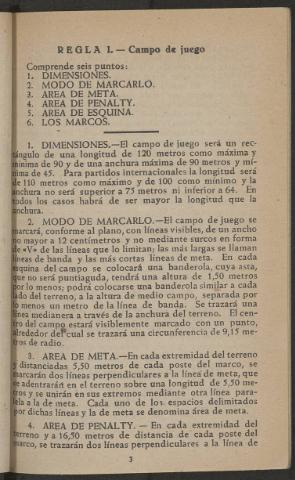 REGLA I. — Campo de juego
Comprende seis puntos:
1. DIMENSIONES.
2. MODO DE MARCARLO.
3. AREA DE META.
4. AREA DE PENALTY.
5. AREA DE ESQUINA.
6. LOS MARCOS.
1. DIMENSIONES.—El campo de juego será un rec-
tángulo de una longitud de 120 metros como máxima y
mínima de 90 y de una anchura máxima de 90 metros y mí-
nima de 45. Para partidos internacionales la longitud será
de 110 metros como máximo y de 100 como mínimo y la
anchura no será superior a 75 metros ni inferior a 64. En
todos los casos habrá de ser mayor la longitud que la
anchura.
2. MODO DE MARCARLO.—El campo de juego se
marcará, conforme al plano, con líneas visibles, de un ancho
no mayor a 12 centímetros y no mediante surcos en forma
de «V» de las líneas que lo limitan; las más largas se llaman
líneas de banda y las más cortas líneas de meta. En cada
esquina del campo se colocará una banderola, cuya asta,
que no será puntiaguda, tendrá una altura de 1,50 metros
por lo menos; podrá colocarse una banderola similar a cada
lado del terreno, a la altura de medio campo, separada por
lo menos un metro de la línea de banda. Se trazará una
línea medianera a través de la anchura del terreno. El cen-
tro del campo estará visiblemente marcado con un punto,
alrededor del cual se trazará una circunferencia de 9,15 me-
tros de radio.
3. AREA DE META.—En cada extremidad del terreno
y distanciadas 5,50 metros de cada poste del marco, se
marcarán dos líneas perpendiculares a la línea de meta, que
se adentrarán en el terreno sobre una longitud de 5,50 me-
tros y se unirán en sus extremos mediante otra línea para-
lela a la de meta. Cada uno de los espacios delimitados
por dichas líneas y la de meta se denomina área de meta.
4. AREA DE PENALTY. — En cada extremidad del
terreno y a 16,50 metros de distancia de cada poste del
marco, se trazarán dos líneas perpendiculares a la línea de
3